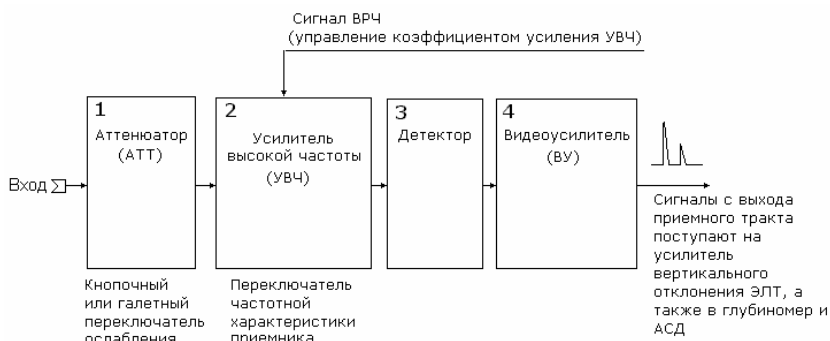 Сигнал ВРЧ
(управление коэффициентом усиления УВЧ)
1
Аттенюатор
(АТТ)
2
Усилитель
высокой частоты
(УВЧ)
3
Детектор
4
Видеоусилитель
(ВУ)
Вход
Сигналы с выхода
приемного тракта
поступают на
усилитель
вертикального
отклонения ЭЛТ, а
также в глубиномер и
АСД
Кнопочный
или галетный
переключатель
ослабления
Переключатель
частотной
характеристики
приемника